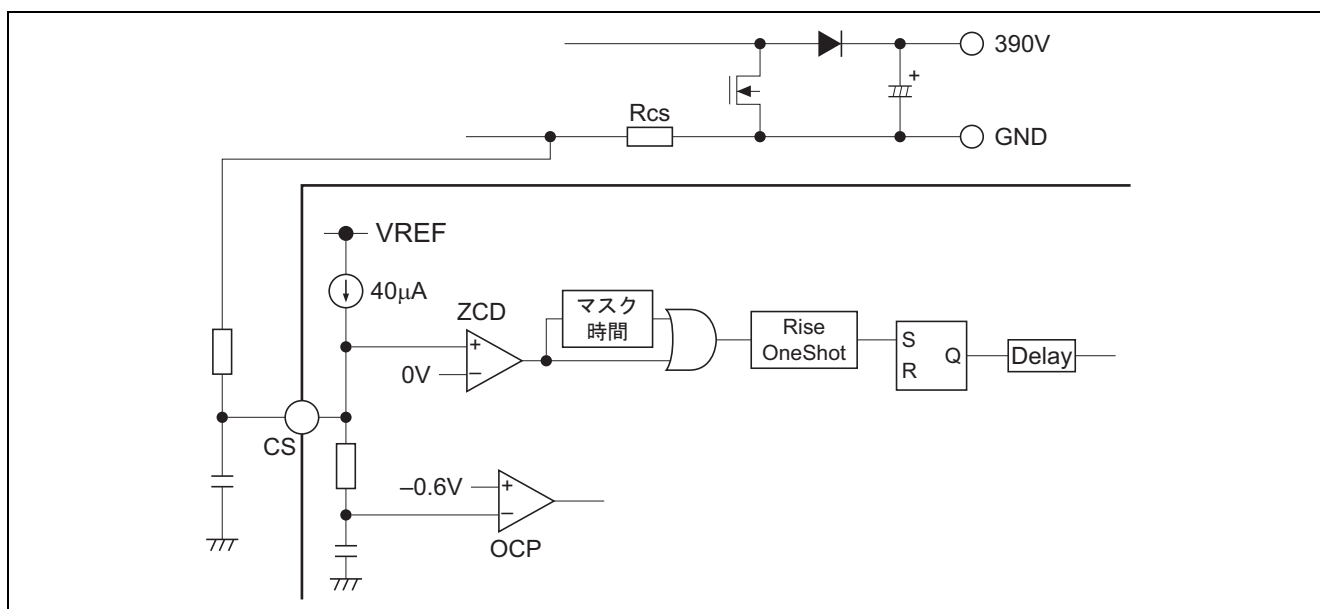 390V
Rcs
GND
VREF
40μA
ZCD
マスク
時間
Rise
OneShot
S
R
Q
Delay
+
−
0V
CS
−0.6V
+
−
OCP
+